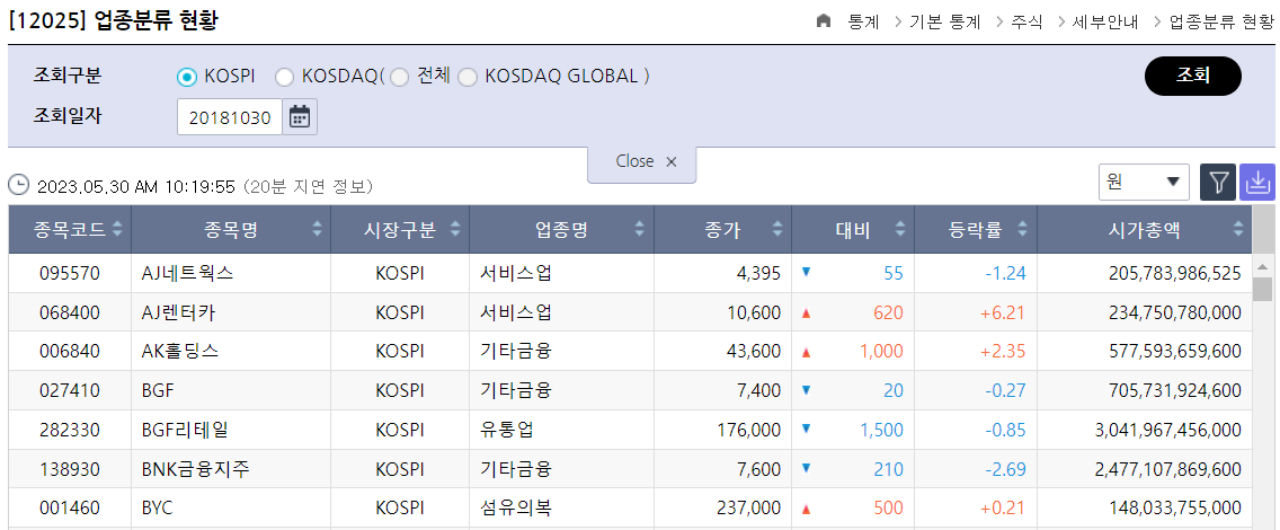 [12025] 업종분류 현황
통계 > 기본 통계 > 주식 > 세부안내 > 업종분류 현황
조회구분 KOSPI KOSDAQ( 전체 KOSDAQ GLOBAL ) 조회
조회일자 20181030
Close ×
2023.05.30 AM 10:19:55 (20분 지연 정보) 원 ▼
종목코드 종목명 시장구분 업종명 종가 대비 등락률 시가총액
095570 AJ네트웍스 KOSPI 서비스업 4,395 ▼ 55 -1.24 205,783,986,525
068400 AJ렌터카 KOSPI 서비스업 10,600 ▲ 620 +6.21 234,750,780,000
006840 AK홀딩스 KOSPI 기타금융 43,600 ▲ 1,000 +2.35 577,593,659,600
027410 BGF KOSPI 기타금융 7,400 ▼ 20 -0.27 705,731,924,600
282330 BGF리테일 KOSPI 유통업 176,000 ▼ 1,500 -0.85 3,041,967,456,000
138930 BNK금융지주 KOSPI 기타금융 7,600 ▼ 210 -2.69 2,477,107,869,600
001460 BYC KOSPI 섬유의복 237,000 ▲ 500 +0.21 148,033,755,000